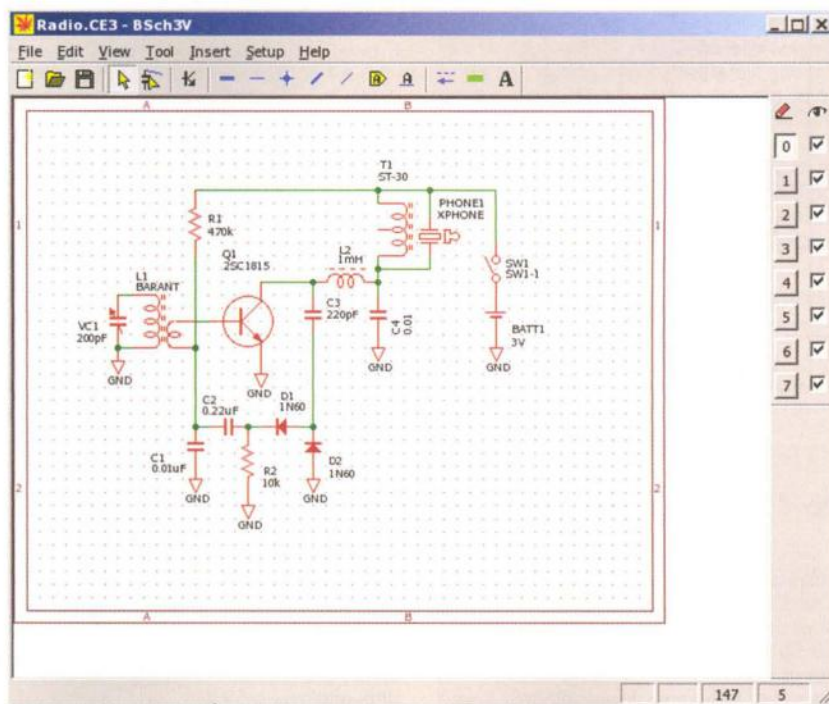 Radio.CE3 - BSch3V
File Edit View Tool Insert Setup Help
A
A
A B
0
1
2
3
4
5
6
7
1 1
2 2
T1
ST-30
PHONE1
XPHONE
R1
470k
Q1
2SC1815
L2
1mH
SW1
SW1-1
L1
BARANT
VC1
200pF
C3
220pF
C4
0.01
BATT1
3V
GND
GND
GND
GND
C2
0.22uF
D1
1N60
C1
0.01uF
R2
10k
D2
1N60
GND
GND
GND
A B
147 5